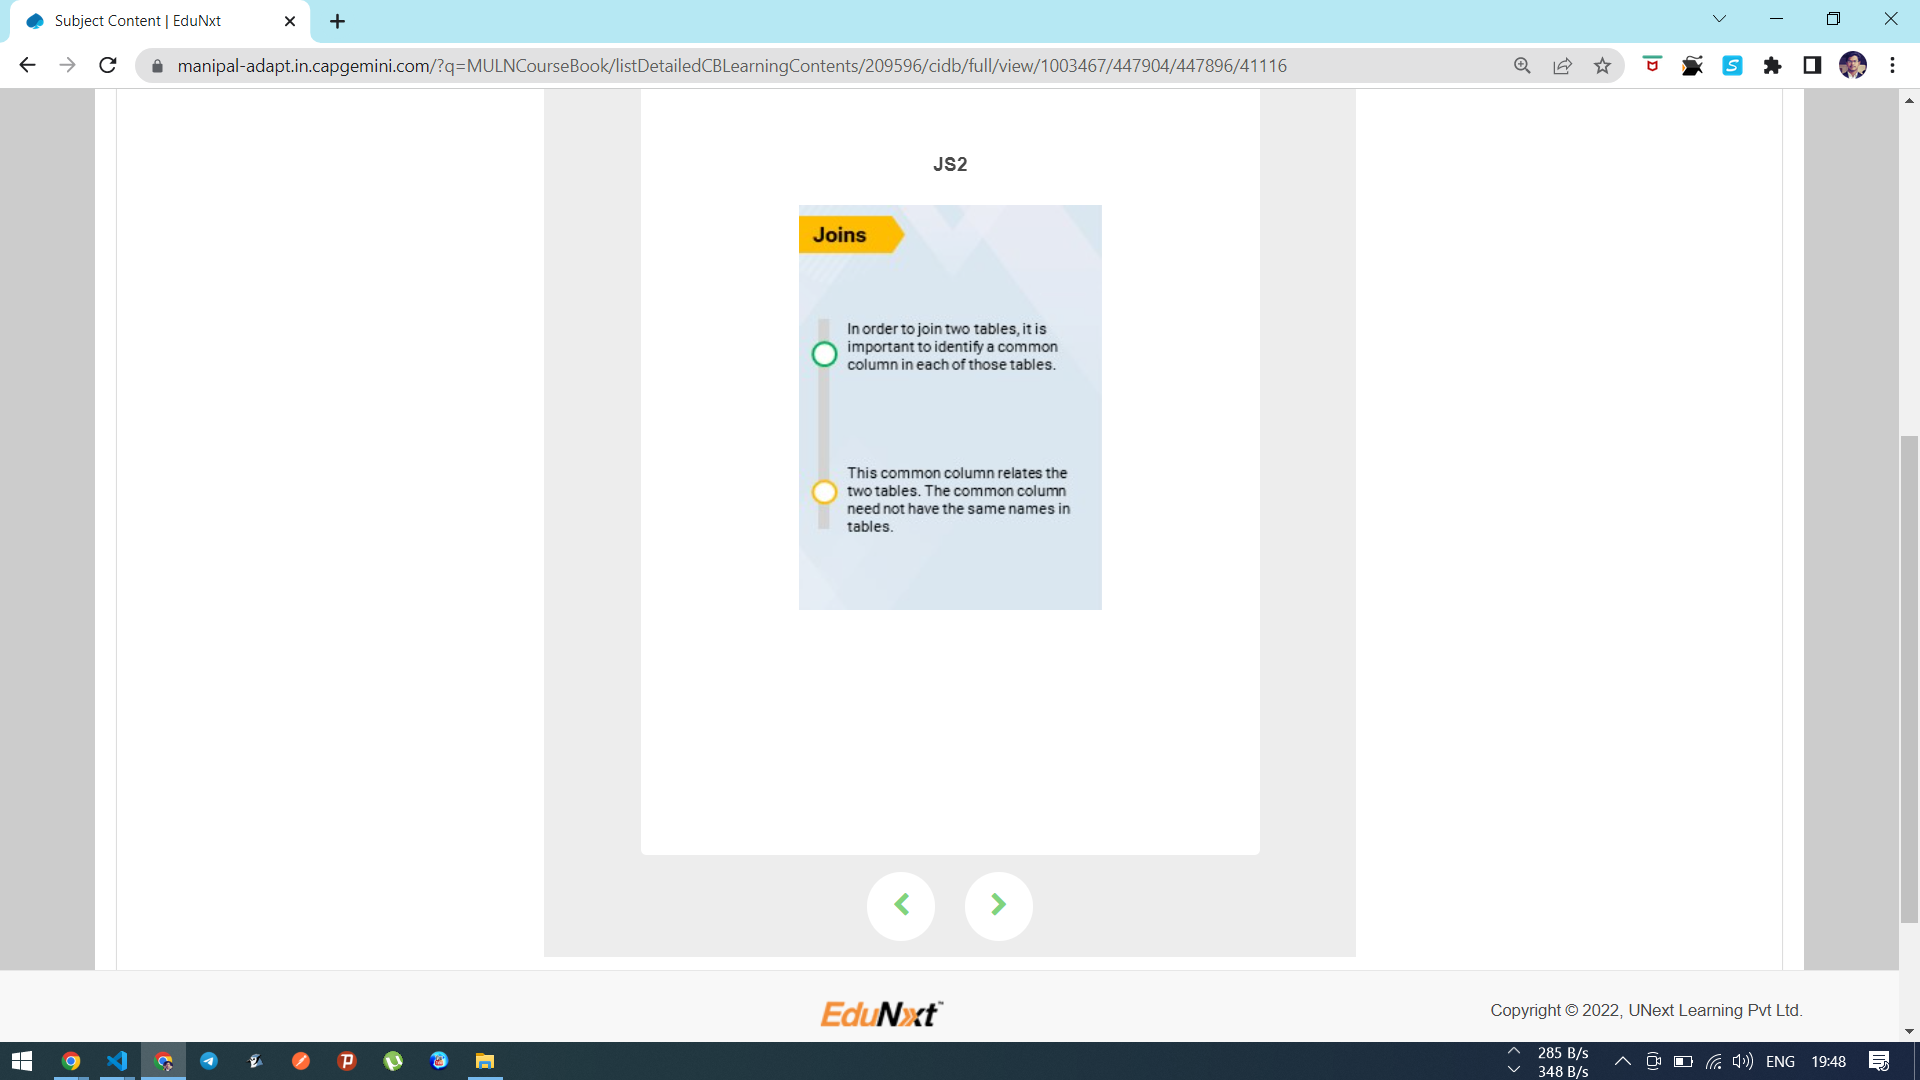 Subject Content | EduNxt
manipal-adapt.in.capgemini.com/?q=MULNCourseBook/listDetailedCBLearningContents/209596/cidb/full/view/1003467/447904/447896/41116
JS2
Joins
In order to join two tables, it is
important to identify a common
column in each of those tables.
This common column relates the
two tables. The common column
need not have the same names in
tables.
EduNxt™
Copyright © 2022, UNext Learning Pvt Ltd.
285 B/s
348 B/s
ENG
19:48